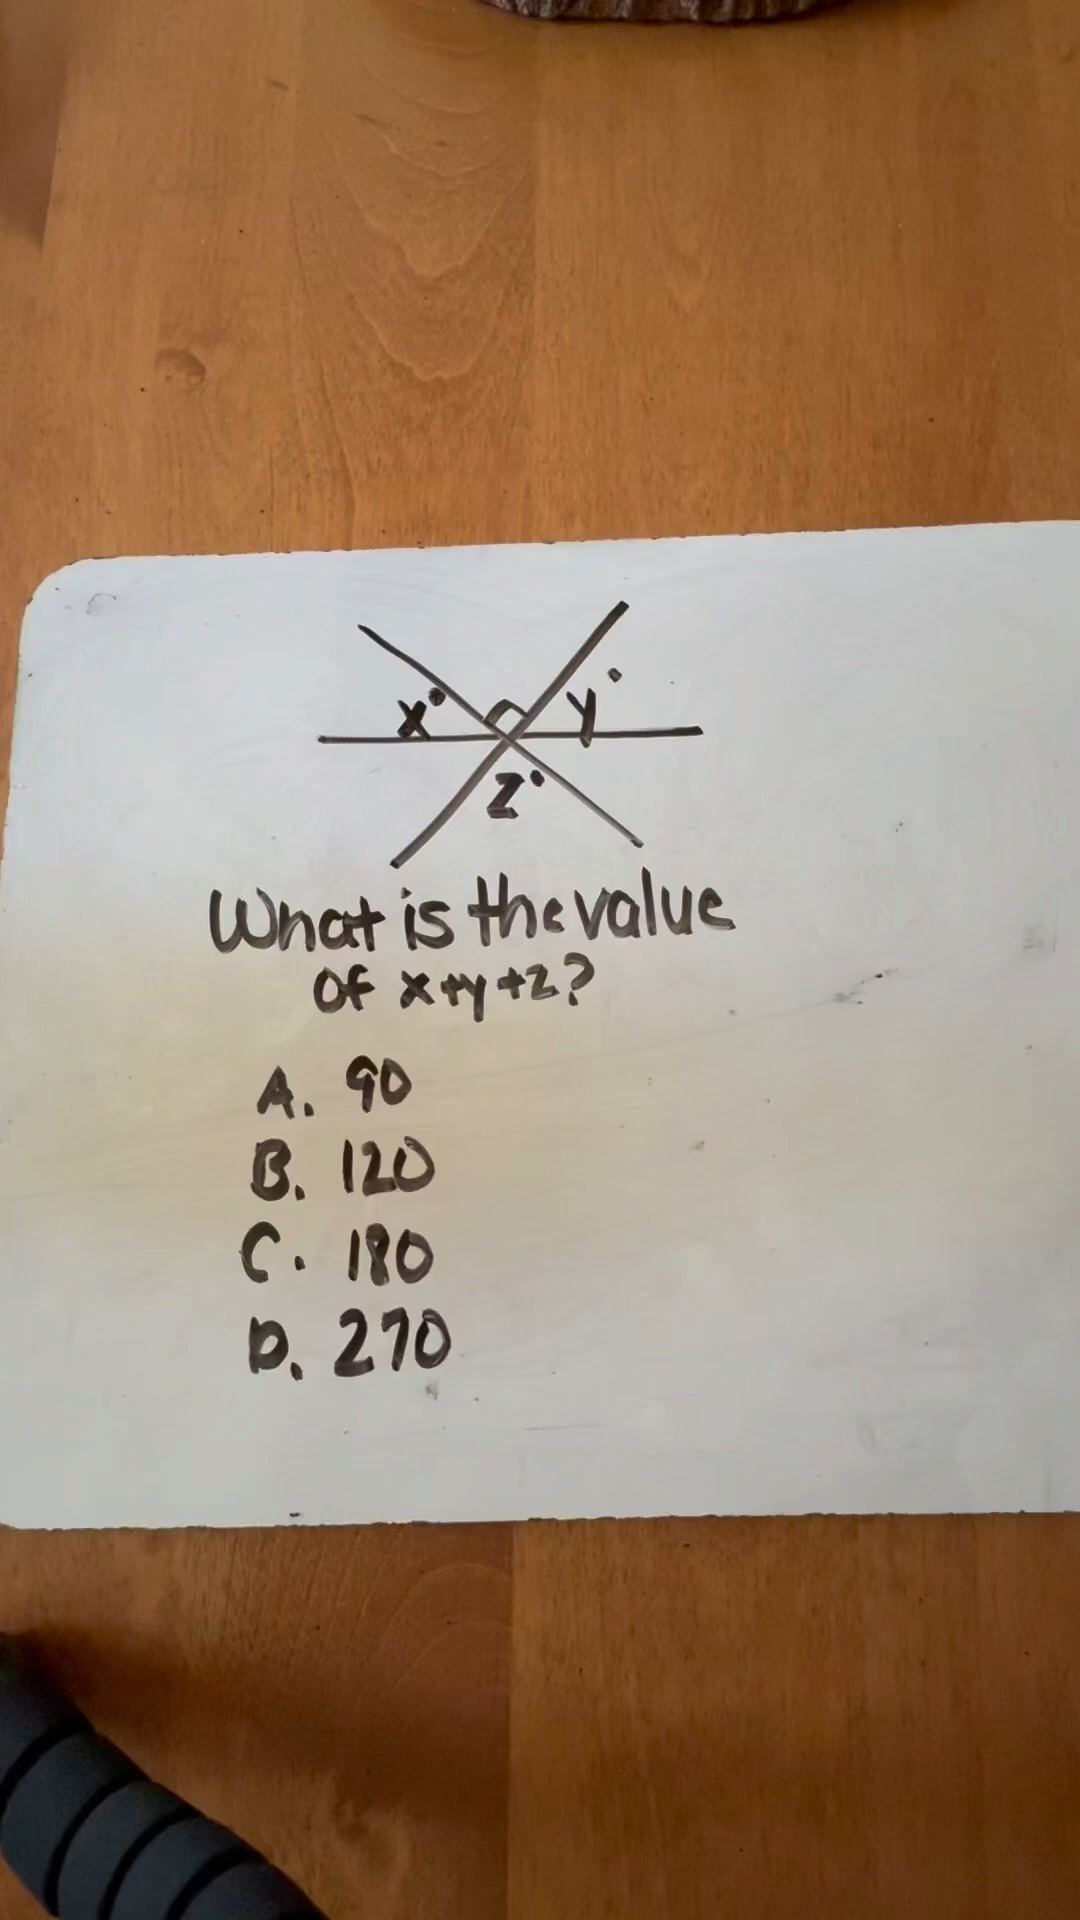 x° y°
z°
What is the value
of x+y+z?
A. 90
B. 120
C. 180
D. 270